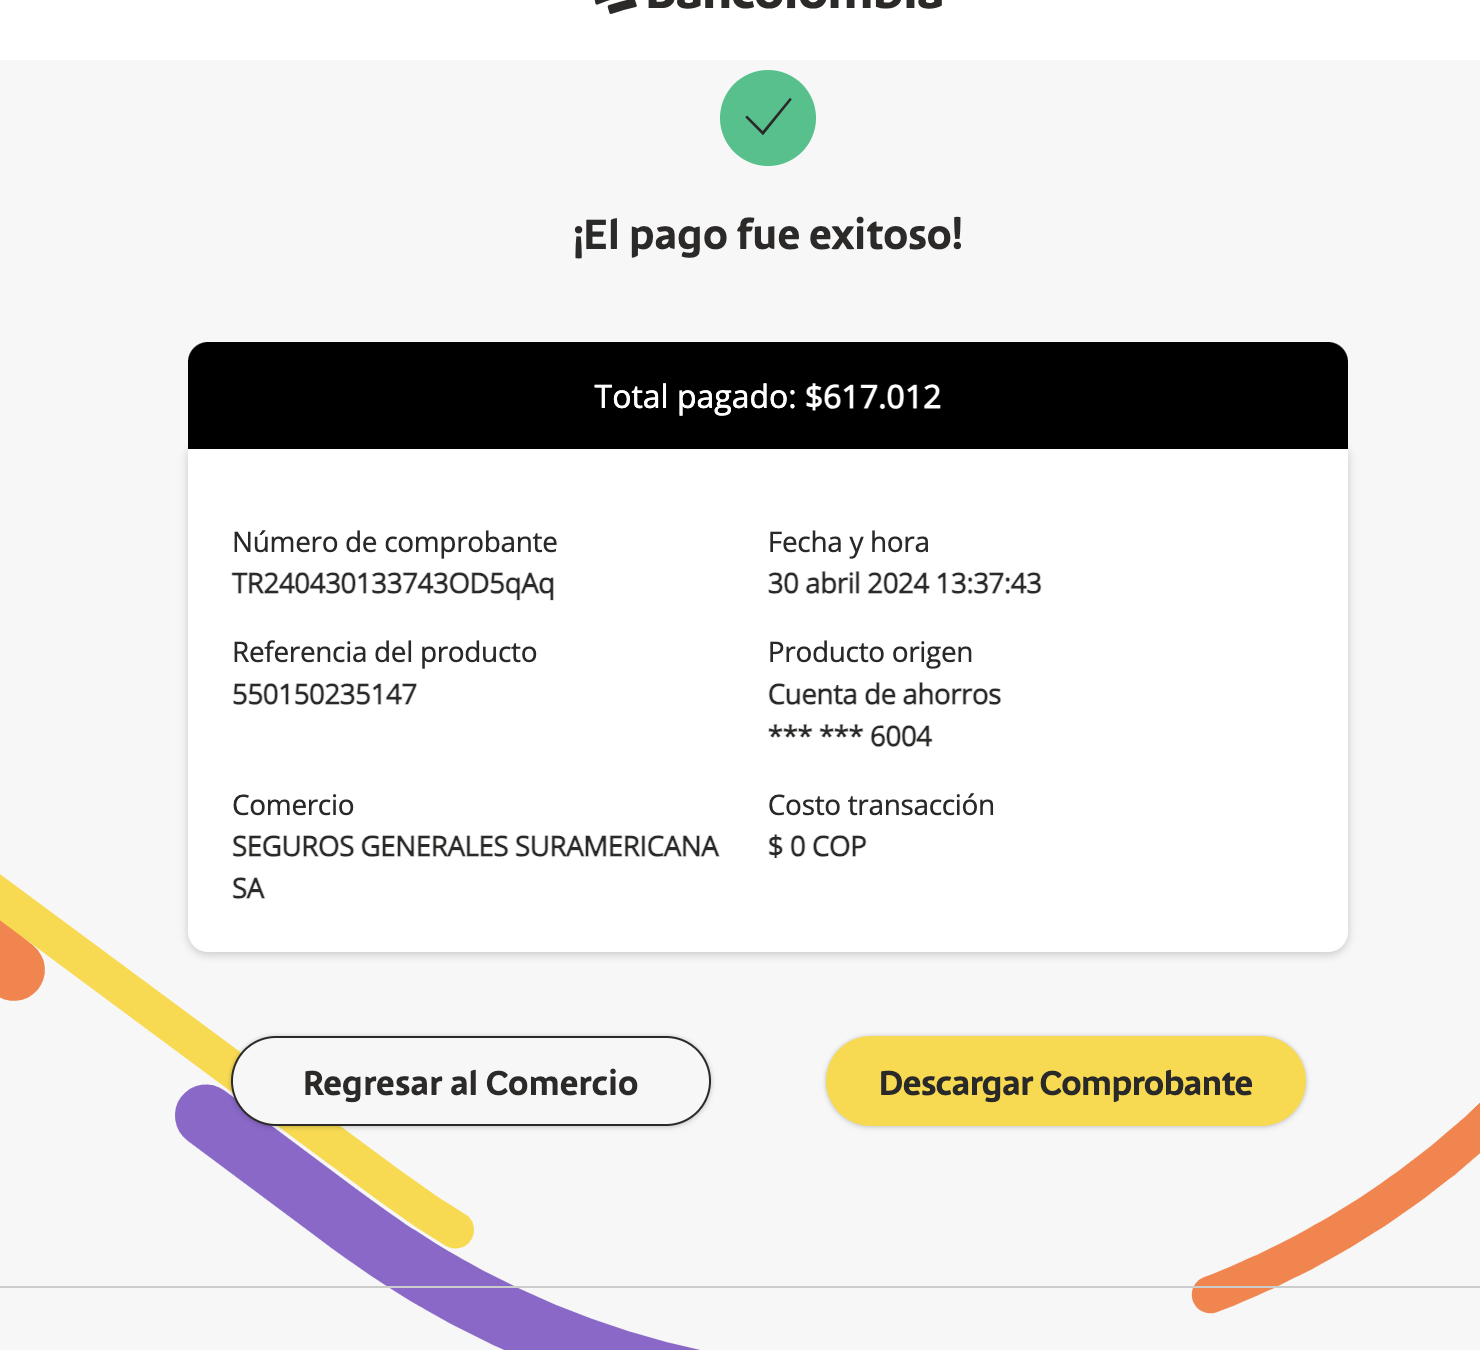 Bancolombia
¡El pago fue exitoso!
Total pagado: $617.012
Número de comprobante
TR240430133743OD5qAq
Fecha y hora
30 abril 2024 13:37:43
Referencia del producto
550150235147
Producto origen
Cuenta de ahorros
*** *** 6004
Comercio
SEGUROS GENERALES SURAMERICANA
SA
Costo transacción
$ 0 COP
Regresar al Comercio
Descargar Comprobante